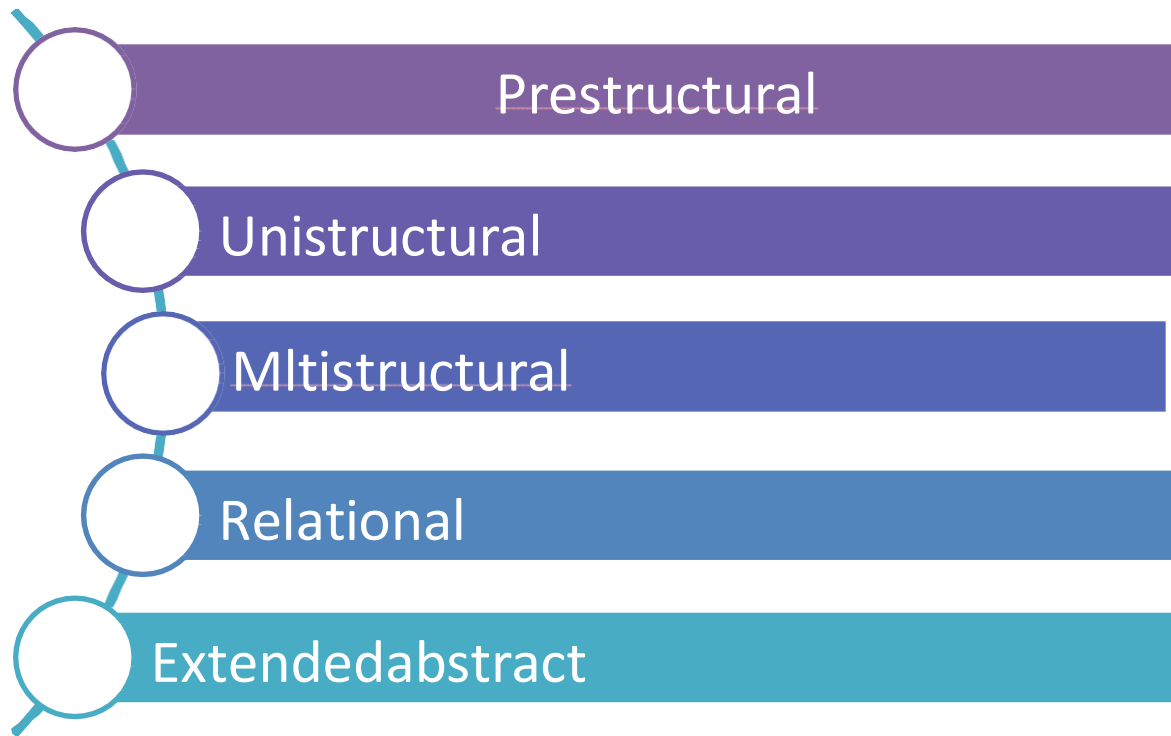 Prestructural
Unistructural
Mltistructural
Relational
Extendedabstract